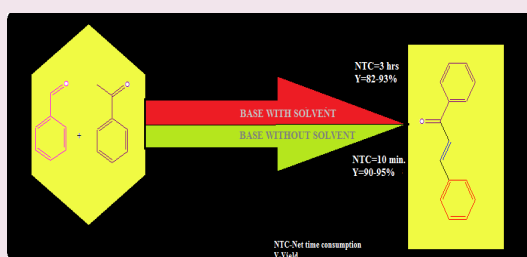 NTC=3 hrs
Y=82-93%
O
O
+
BASE WITH SOLVENT
BASE WITHOUT SOLVENT
O
NTC=10 min.
Y=90-95%
NTC-Net time consumption
Y-Yield